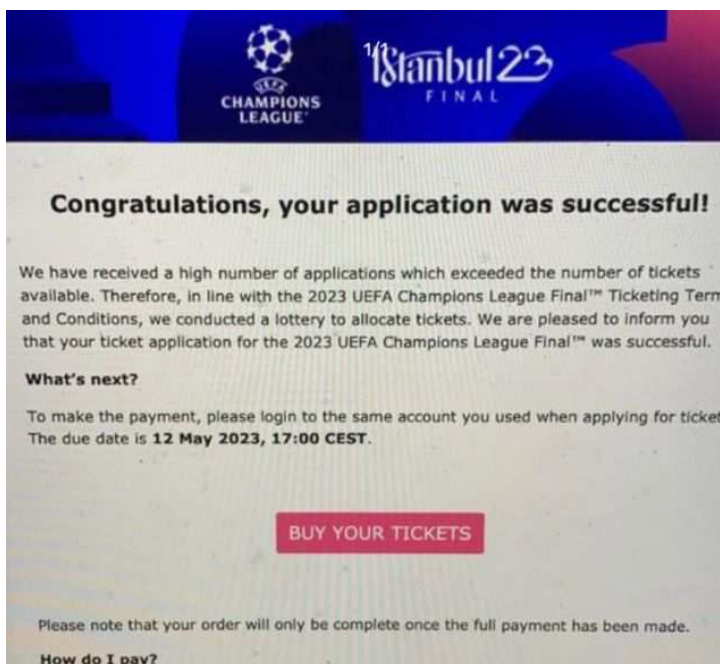 1/1
UEFA
CHAMPIONS
LEAGUE
Istanbul 23
FINAL
Congratulations, your application was successful!
We have received a high number of applications which exceeded the number of tickets
available. Therefore, in line with the 2023 UEFA Champions League Final™ Ticketing Term
and Conditions, we conducted a lottery to allocate tickets. We are pleased to inform you
that your ticket application for the 2023 UEFA Champions League Final™ was successful.
What's next?
To make the payment, please login to the same account you used when applying for ticket
The due date is 12 May 2023, 17:00 CEST.
BUY YOUR TICKETS
Please note that your order will only be complete once the full payment has been made.
How do I pay?